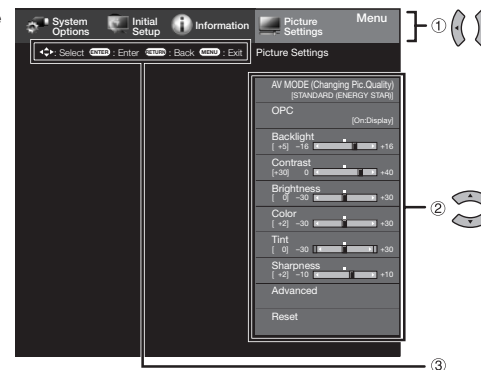 e
System Options
Initial Setup
Information
Picture Settings
Menu
①
: Select ENTER : Enter RETURN : Back MENU : Exit
Picture Settings
AV MODE (Changing Pic.Quality)
[STANDARD (ENERGY STAR)]
OPC
[On:Display]
Backlight
[ +5] −16 +16
Contrast
[+30] 0 +40
Brightness
[ 0] −30 +30
②
Color
[ +2] −30 +30
Tint
[ 0] −30 +30
Sharpness
[ +2] −10 +10
Advanced
Reset
③